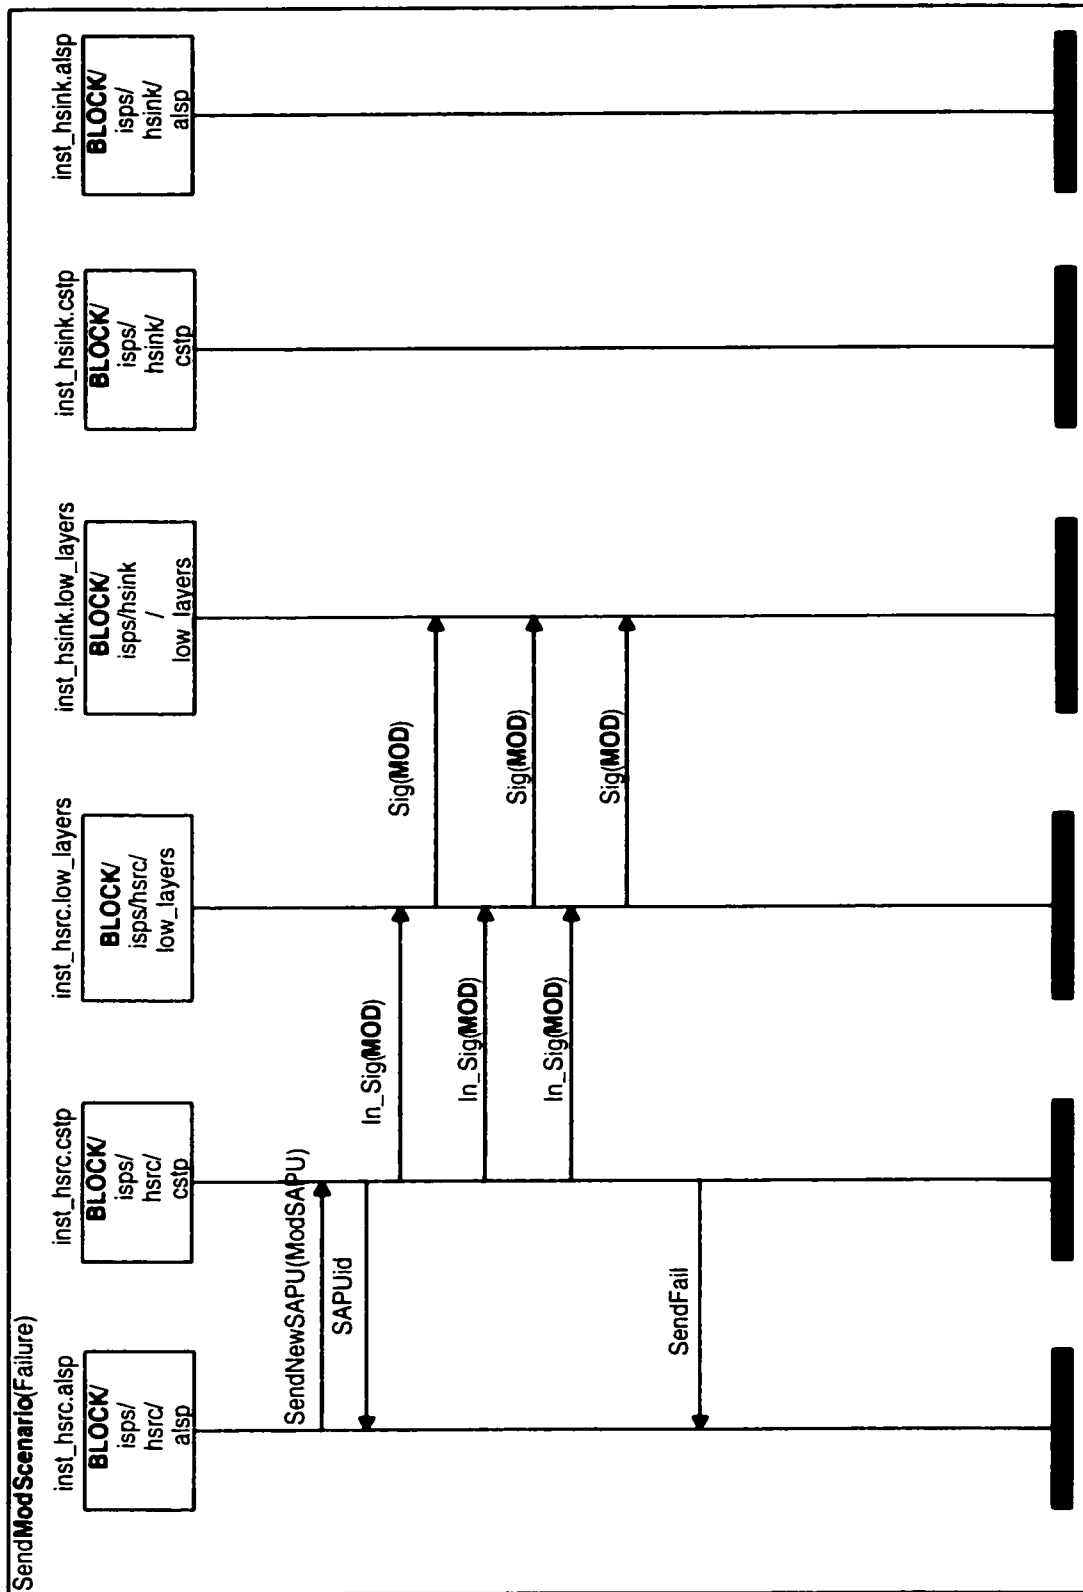 SendModScenario(Failure)
inst_hsrc.alsp
BLOCK/
isps/
hsrc/
alsp
inst_hsrc.cstp
BLOCK/
isps/
hsrc/
cstp
inst_hsrc.low_layers
BLOCK/
isps/hsrc/
low_layers
inst_hsink.low_layers
BLOCK/
isps/hsink
/
low_layers
inst_hsink.cstp
BLOCK/
isps/
hsink/
cstp
inst_hsink.alsp
BLOCK/
isps/
hsink/
alsp
SendNewSAPU(ModSAPU)
SAPUid
In_Sig(MOD)
Sig(MOD)
In_Sig(MOD)
Sig(MOD)
In_Sig(MOD)
Sig(MOD)
SendFail